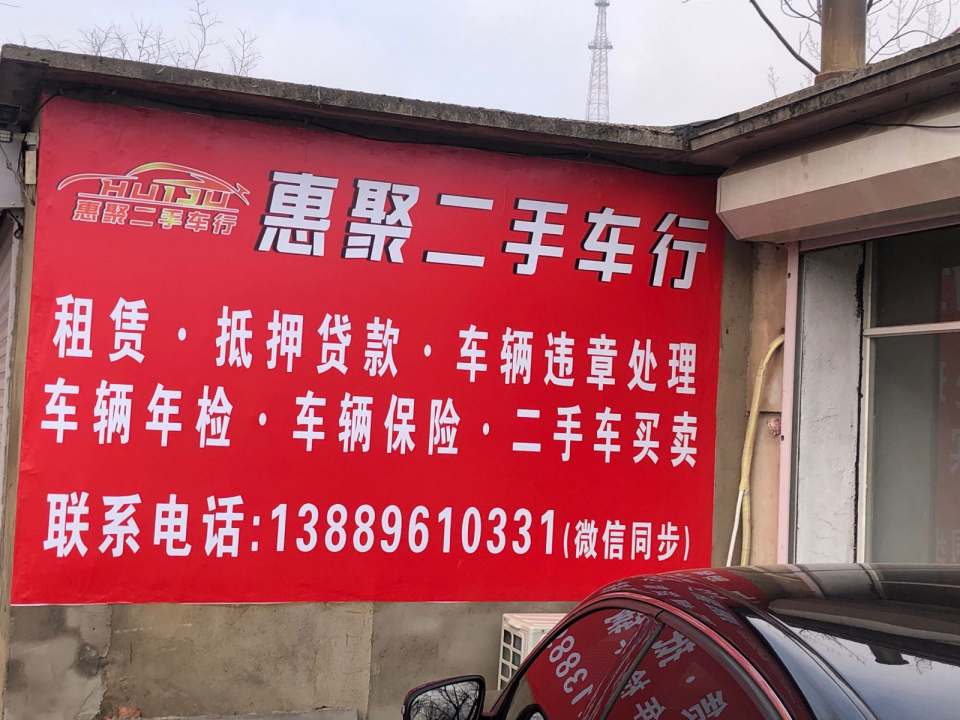 HUIJU
惠聚二手车行
惠聚二手车行
租赁·抵押贷款·车辆违章处理
车辆年检·车辆保险·二手车买卖
联系电话:13889610331(微信同步)